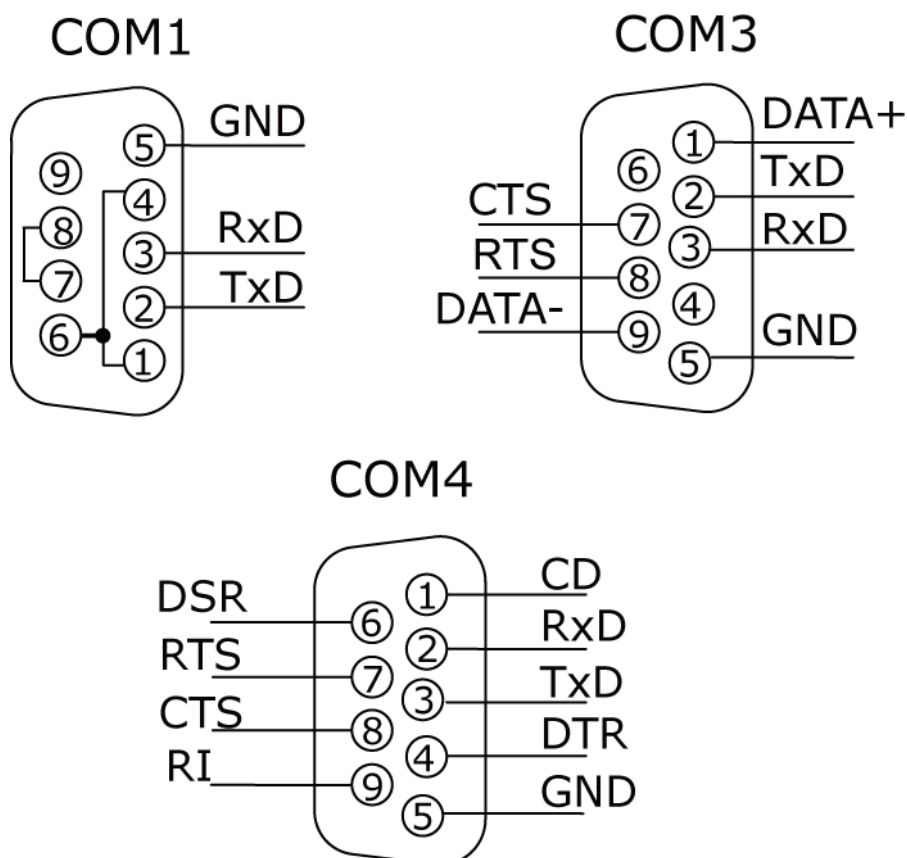 COM1
GND
5
9
4
8
RxD
3
7
TxD
2
6
1
COM3
DATA+
1
6
TxD
2
CTS
7
RxD
3
RTS
8
4
DATA-
9
GND
5
COM4
CD
1
DSR
6
RxD
2
RTS
7
TxD
3
CTS
8
DTR
4
RI
9
GND
5